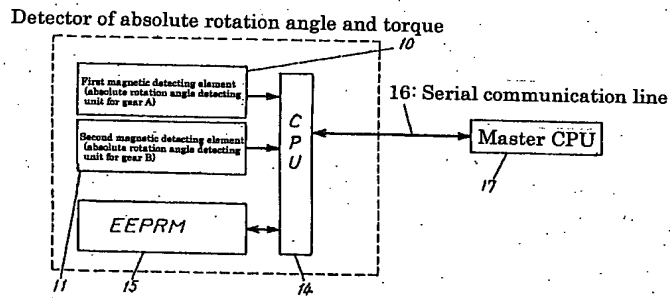 Detector of absolute rotation angle and torque
10
First magnetic detecting element
(absolute rotation angle detecting
unit for gear A)
Second magnetic detecting element
(absolute rotation angle detecting
unit for gear B)
CPU
16: Serial communication line
Master CPU
17
EEPRM
11
15
14